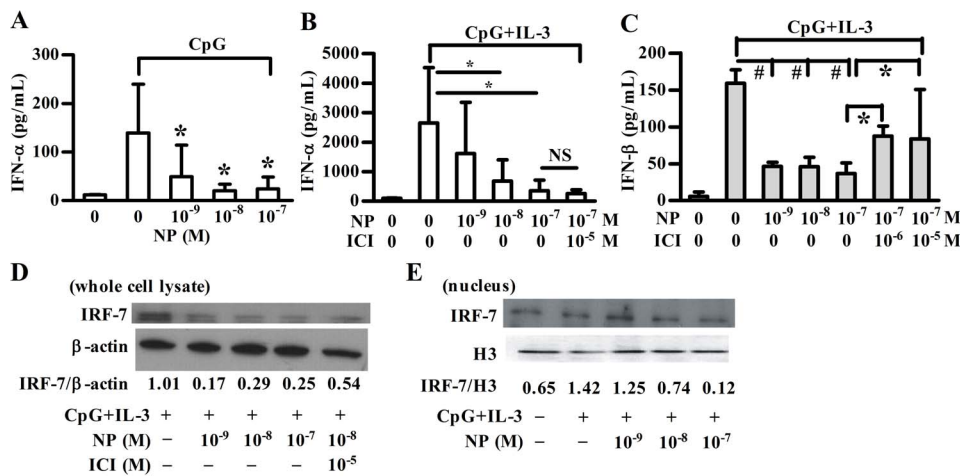 A
CpG
IFN-α (pg/mL)
300
200
100
0
* * *
0 0 10⁻⁹ 10⁻⁸ 10⁻⁷
NP (M)
B
CpG+IL-3
IFN-α (pg/mL)
5000
4000
3000
2000
1000
0
*
*
NS
NP 0 0 10⁻⁹ 10⁻⁸ 10⁻⁷ 10⁻⁷ M
ICI 0 0 0 0 0 10⁻⁵ M
C
CpG+IL-3
IFN-β (pg/mL)
200
150
100
50
0
# # # *
*
NP 0 0 10⁻⁹ 10⁻⁸ 10⁻⁷ 10⁻⁷ 10⁻⁷ M
ICI 0 0 0 0 0 10⁻⁶ 10⁻⁵ M
D
(whole cell lysate)
IRF-7
β-actin
IRF-7/β-actin 1.01 0.17 0.29 0.25 0.54
CpG+IL-3 + + + + +
NP (M) – 10⁻⁹ 10⁻⁸ 10⁻⁷ 10⁻⁸
ICI (M) – – – – 10⁻⁵
E
(nucleus)
IRF-7
H3
IRF-7/H3 0.65 1.42 1.25 0.74 0.12
CpG+IL-3 – + + + +
NP (M) – – 10⁻⁹ 10⁻⁸ 10⁻⁷